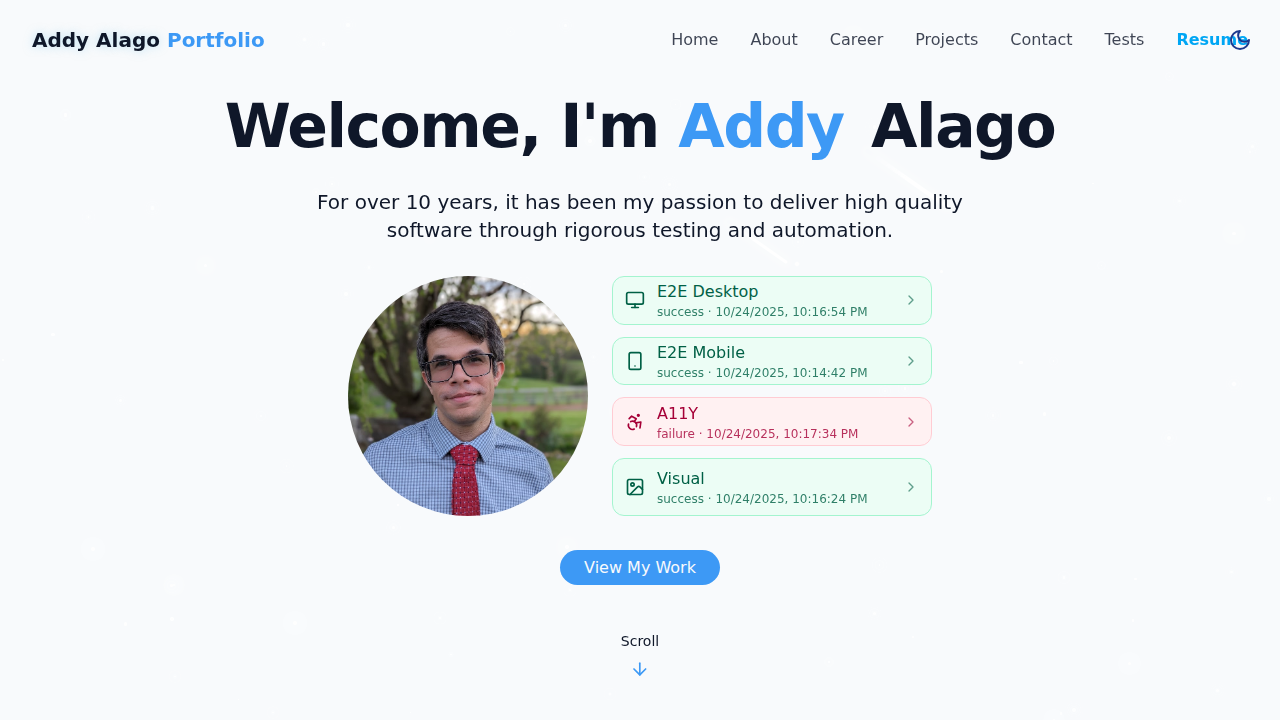 Addy Alago Portfolio
Home
About
Career
Projects
Contact
Tests
Resume
Welcome, I'm Addy Alago
For over 10 years, it has been my passion to deliver high quality
software through rigorous testing and automation.
E2E Desktop
success · 10/24/2025, 10:16:54 PM
E2E Mobile
success · 10/24/2025, 10:14:42 PM
A11Y
failure · 10/24/2025, 10:17:34 PM
Visual
success · 10/24/2025, 10:16:24 PM
View My Work
Scroll